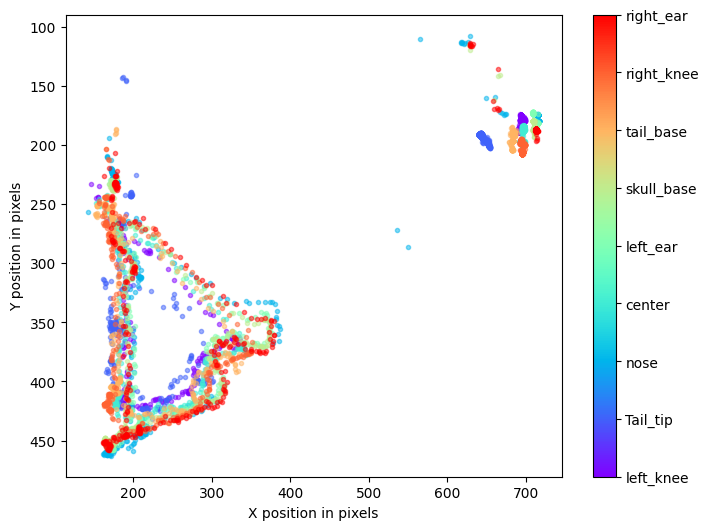 100
150
200
250
300
350
400
450
Y position in pixels
200 300 400 500 600 700
X position in pixels
right_ear
right_knee
tail_base
skull_base
left_ear
center
nose
Tail_tip
left_knee